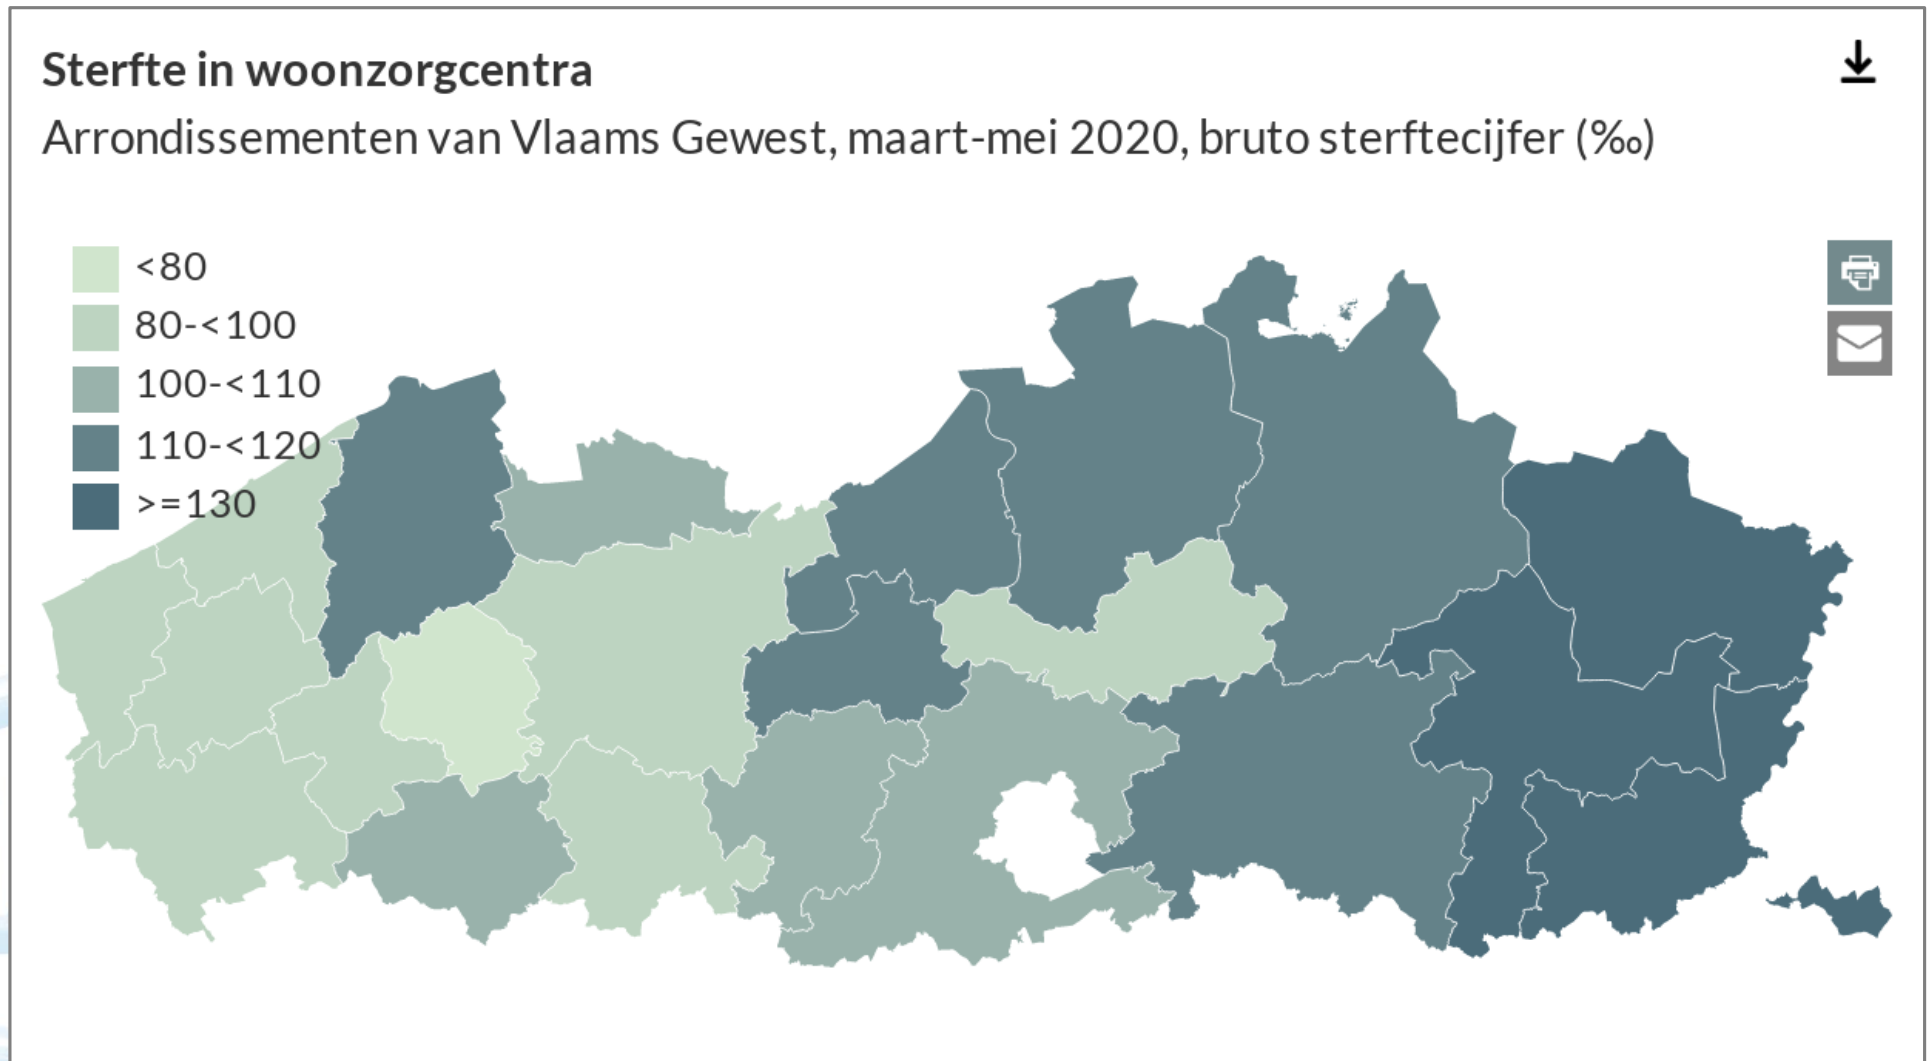 Sterfte in woonzorgcentra
Arrondissementen van Vlaams Gewest, maart-mei 2020, bruto sterftecijfer (‰)
<80
80-<100
100-<110
110-<120
>=130